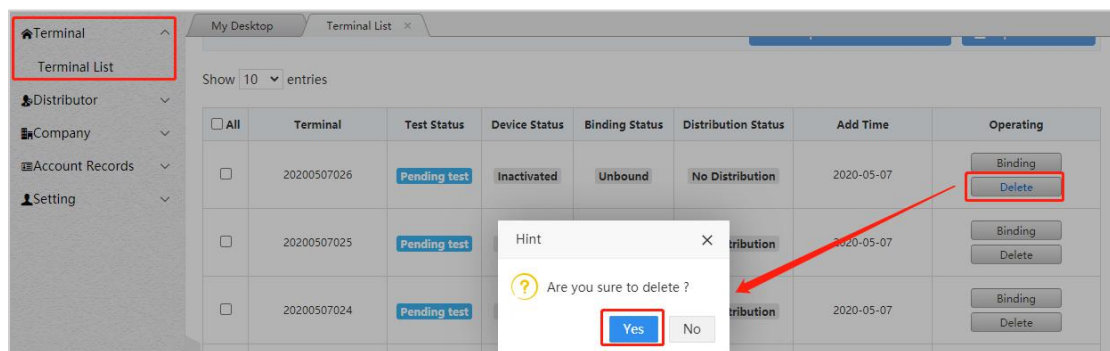 Terminal
Terminal List
Distributor
Company
Account Records
Setting
My Desktop Terminal List ×
Show 10 entries
All Terminal Test Status Device Status Binding Status Distribution Status Add Time Operating
20200507026 Pending test Inactivated Unbound No Distribution 2020-05-07 Binding
Delete
20200507025 Pending test tribution 2020-05-07 Binding
Delete
20200507024 Pending test tribution 2020-05-07 Binding
Delete
Hint ×
? Are you sure to delete ?
Yes No